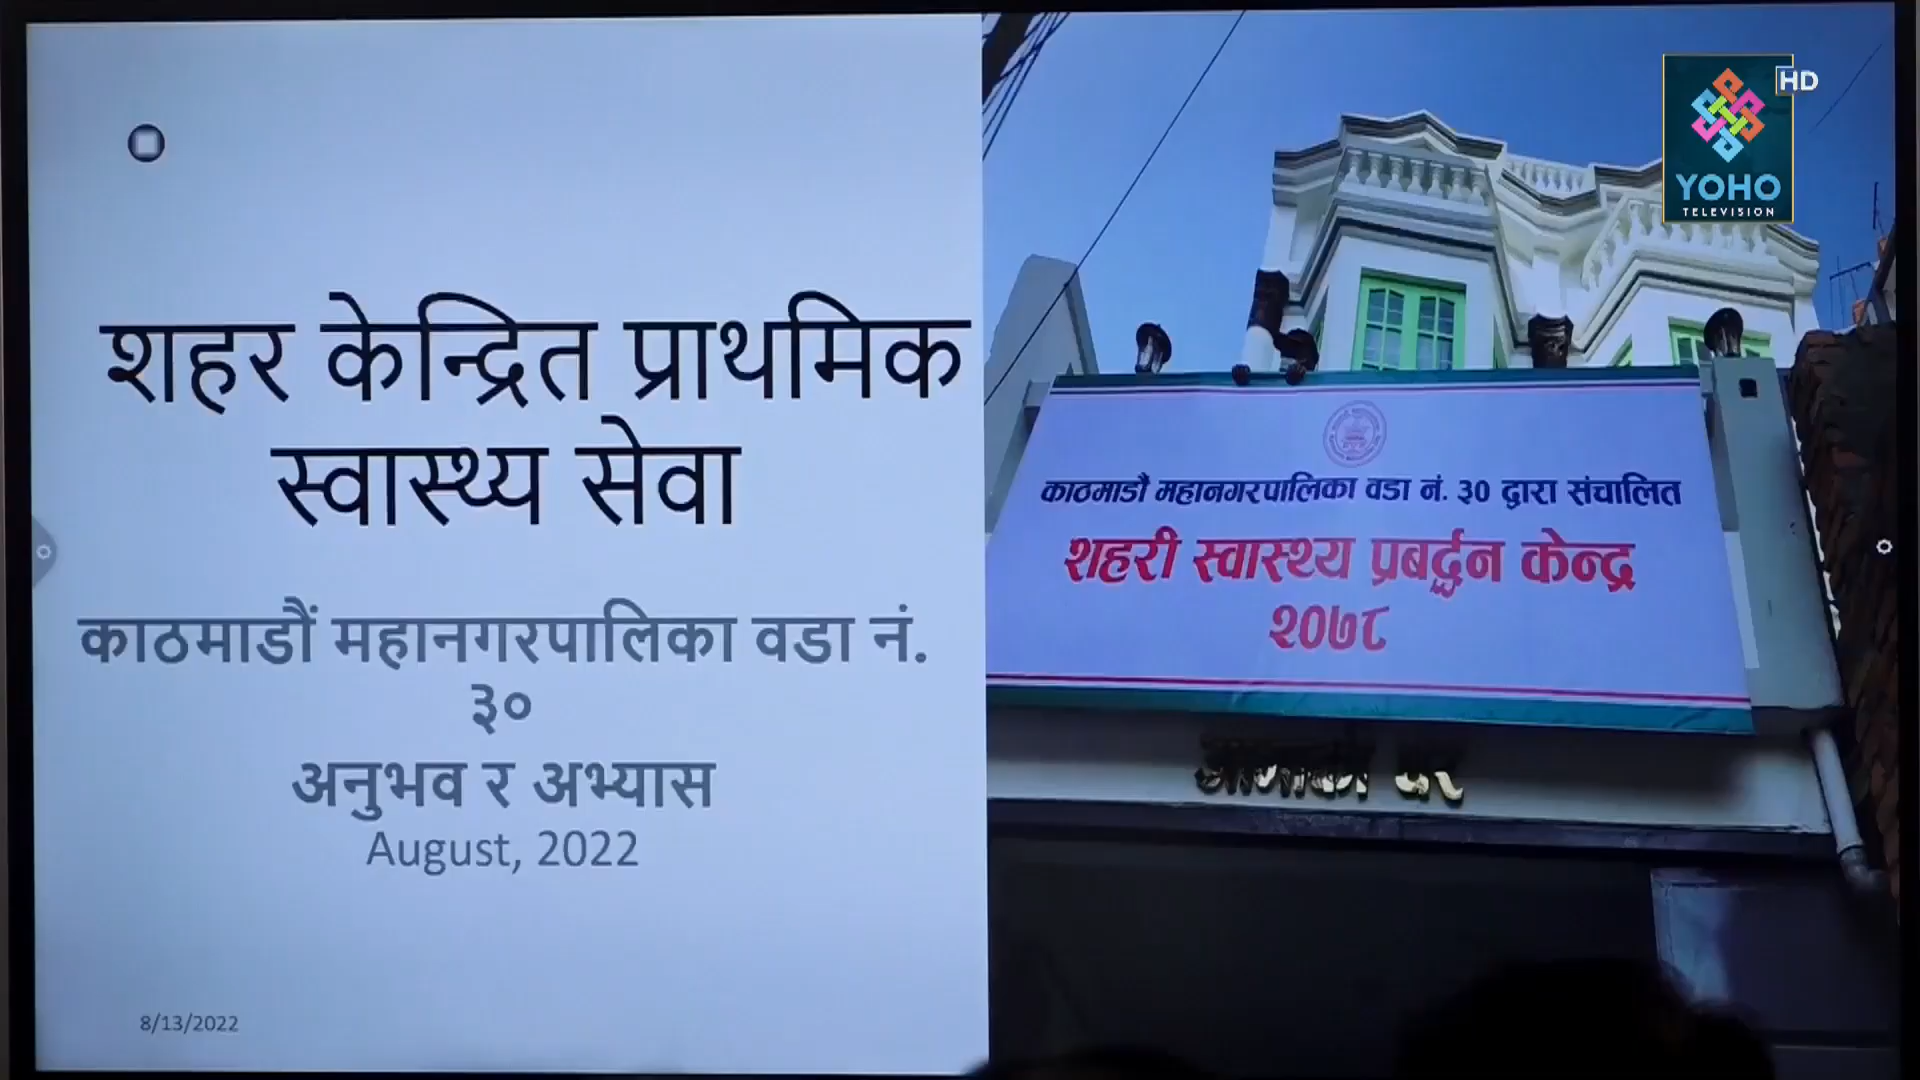 शहर केन्द्रित प्राथमिक
स्वास्थ्य सेवा
काठमाडौं महानगरपालिका वडा नं.
३०
अनुभव र अभ्यास
August, 2022
8/13/2022
काठमाडौ महानगरपालिका वडा नं. ३० द्वारा संचालित
शहरी स्वास्थ्य प्रबर्द्धन केन्द्र
२०७८
घर
HD
YOHO
TELEVISION